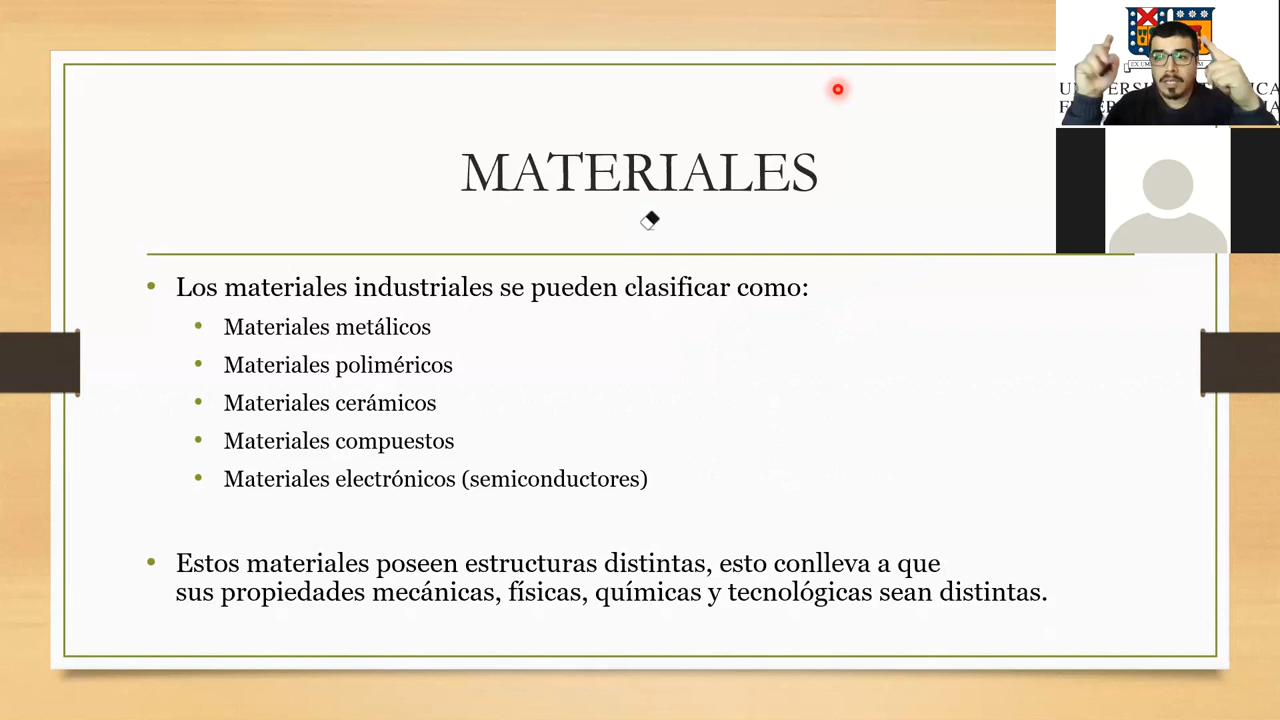 MATERIALES
Los materiales industriales se pueden clasificar como:
Materiales metálicos
Materiales poliméricos
Materiales cerámicos
Materiales compuestos
Materiales electrónicos (semiconductores)
Estos materiales poseen estructuras distintas, esto conlleva a que
sus propiedades mecánicas, físicas, químicas y tecnológicas sean distintas.